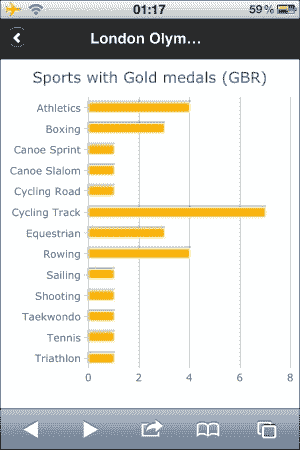 01:17
59 %
London Olym...
Sports with Gold medals (GBR)
Athletics
Boxing
Canoe Sprint
Canoe Slalom
Cycling Road
Cycling Track
Equestrian
Rowing
Sailing
Shooting
Taekwondo
Tennis
Triathlon
0 2 4 6 8